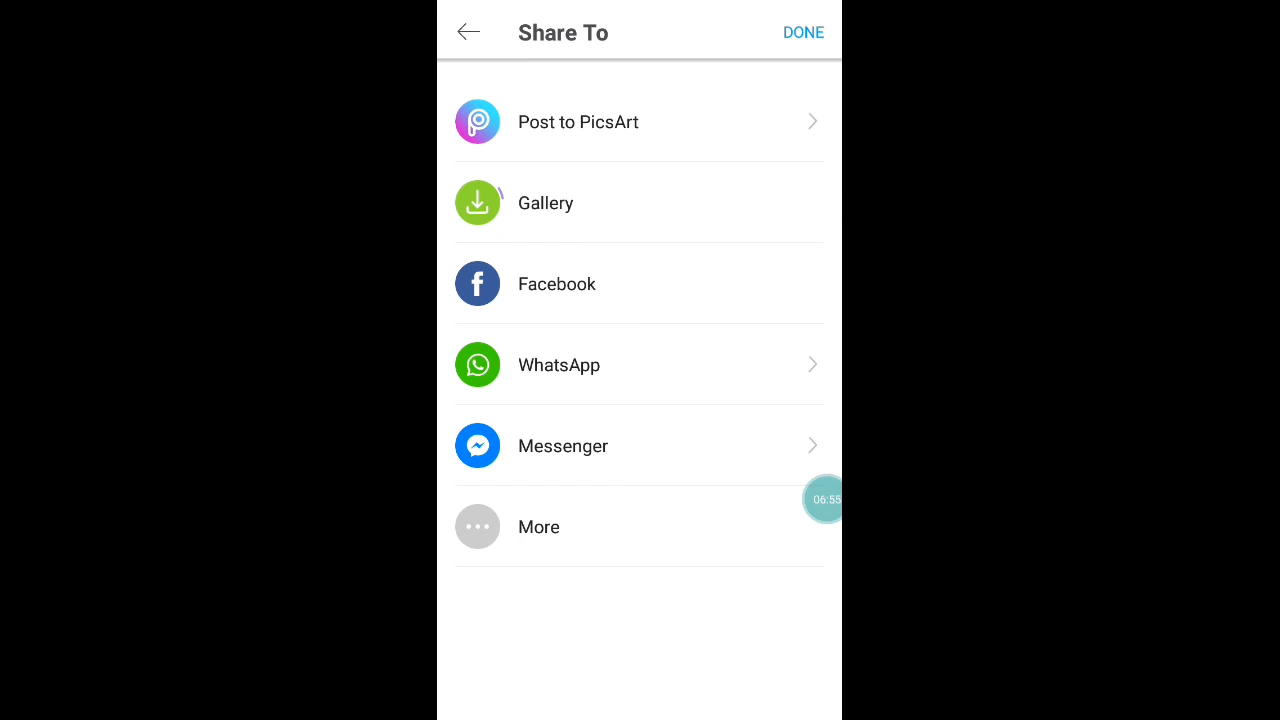 Share To
DONE
Post to PicsArt
Gallery
Facebook
WhatsApp
Messenger
06:55
More